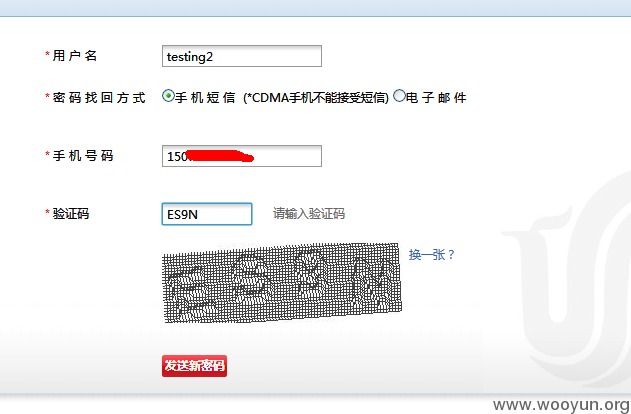 * 用 户 名 testing2
* 密 码 找 回 方 式 手 机 短 信 (*CDMA手机不能接受短信) 电 子 邮 件
* 手 机 号 码 150
* 验证码 ES9N 请输入验证码
换一张？
发送新密码
www.wooyun.org